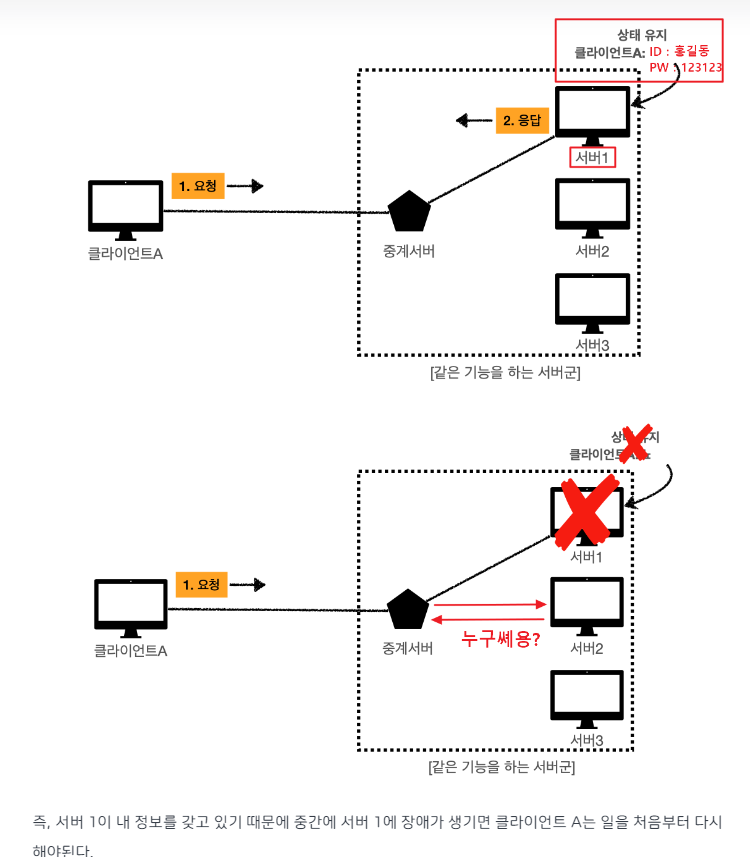 상태 유지
클라이언트A: ID : 홍길동
PW : 123123
2. 응답
서버1
1. 요청
클라이언트A
중계서버
서버2
서버3
[같은 기능을 하는 서버군]
상태 유지
클라이언트A
1. 요청
서버1
클라이언트A
중계서버
누구쎼용?
서버2
서버3
[같은 기능을 하는 서버군]
즉, 서버 1이 내 정보를 갖고 있기 때문에 중간에 서버 1에 장애가 생기면 클라이언트 A는 일을 처음부터 다시
해야된다.